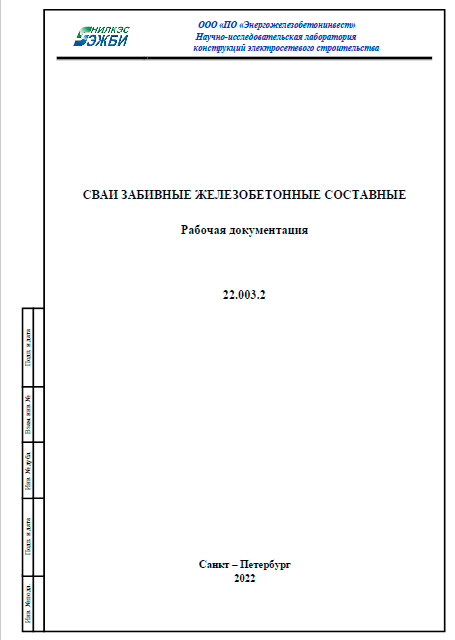 НИЛКЭС
ЭЖБИ
ООО «ПО «Энергожелезобетонинвест»
Научно-исследовательская лаборатория
конструкций электросетевого строительства
СВАИ ЗАБИВНЫЕ ЖЕЛЕЗОБЕТОННЫЕ СОСТАВНЫЕ
Рабочая документация
22.003.2
Подп. и дата
Взам. инв. №
Инв. № дубл.
Подп. и дата
Инв. № подл.
Санкт – Петербург
2022